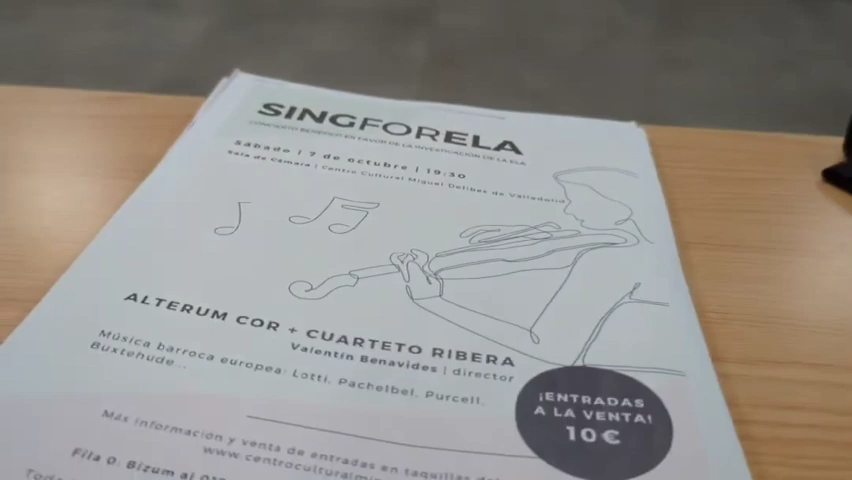 SINGFORELA
CONCIERTO BENÉFICO EN FAVOR DE LA INVESTIGACIÓN DE LA ELA
Sábado | 7 de octubre | 19:30
Sala de Cámara | Centro Cultural Miguel Delibes de Valladolid
ALTERUM COR + CUARTETO RIBERA
Valentín Benavides | director
Música barroca europea: Lotti, Pachelbel, Purcell,
Buxtehude...
¡ENTRADAS
A LA VENTA!
10€
Más información y venta de entradas en taquillas del
www.centroculturalmi
Fila 0: Bizum al